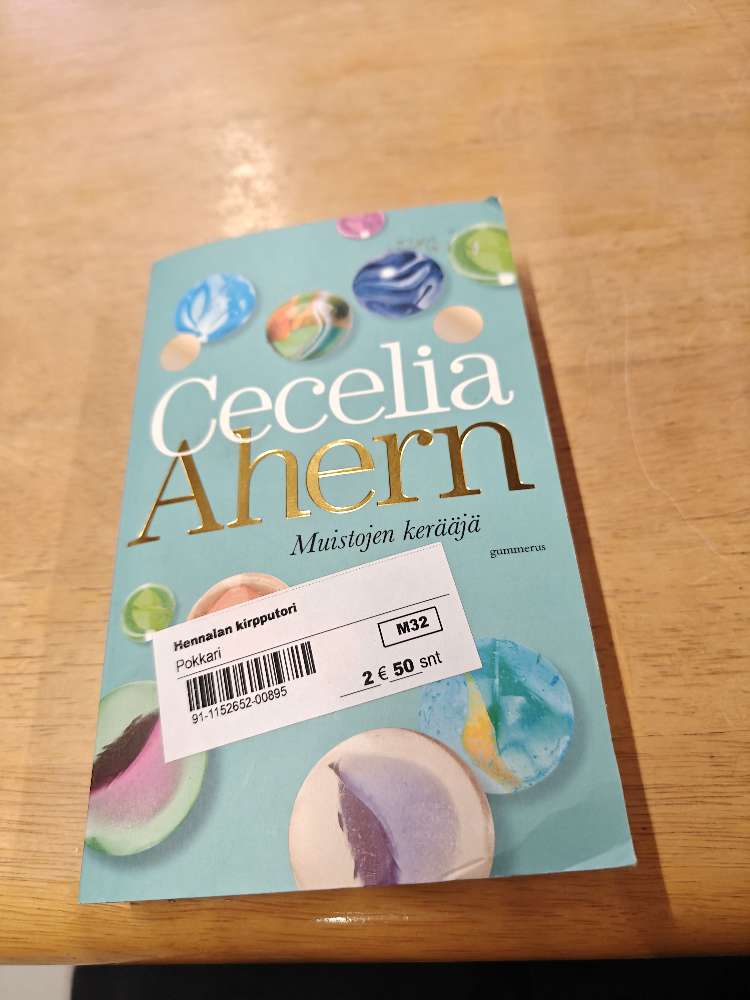 Cecelia
Ahern
Muistojen kerääjä
gummerus
Hennalan kirpputori
Pokkari
M32
91-1152652-00895
2 € 50 snt